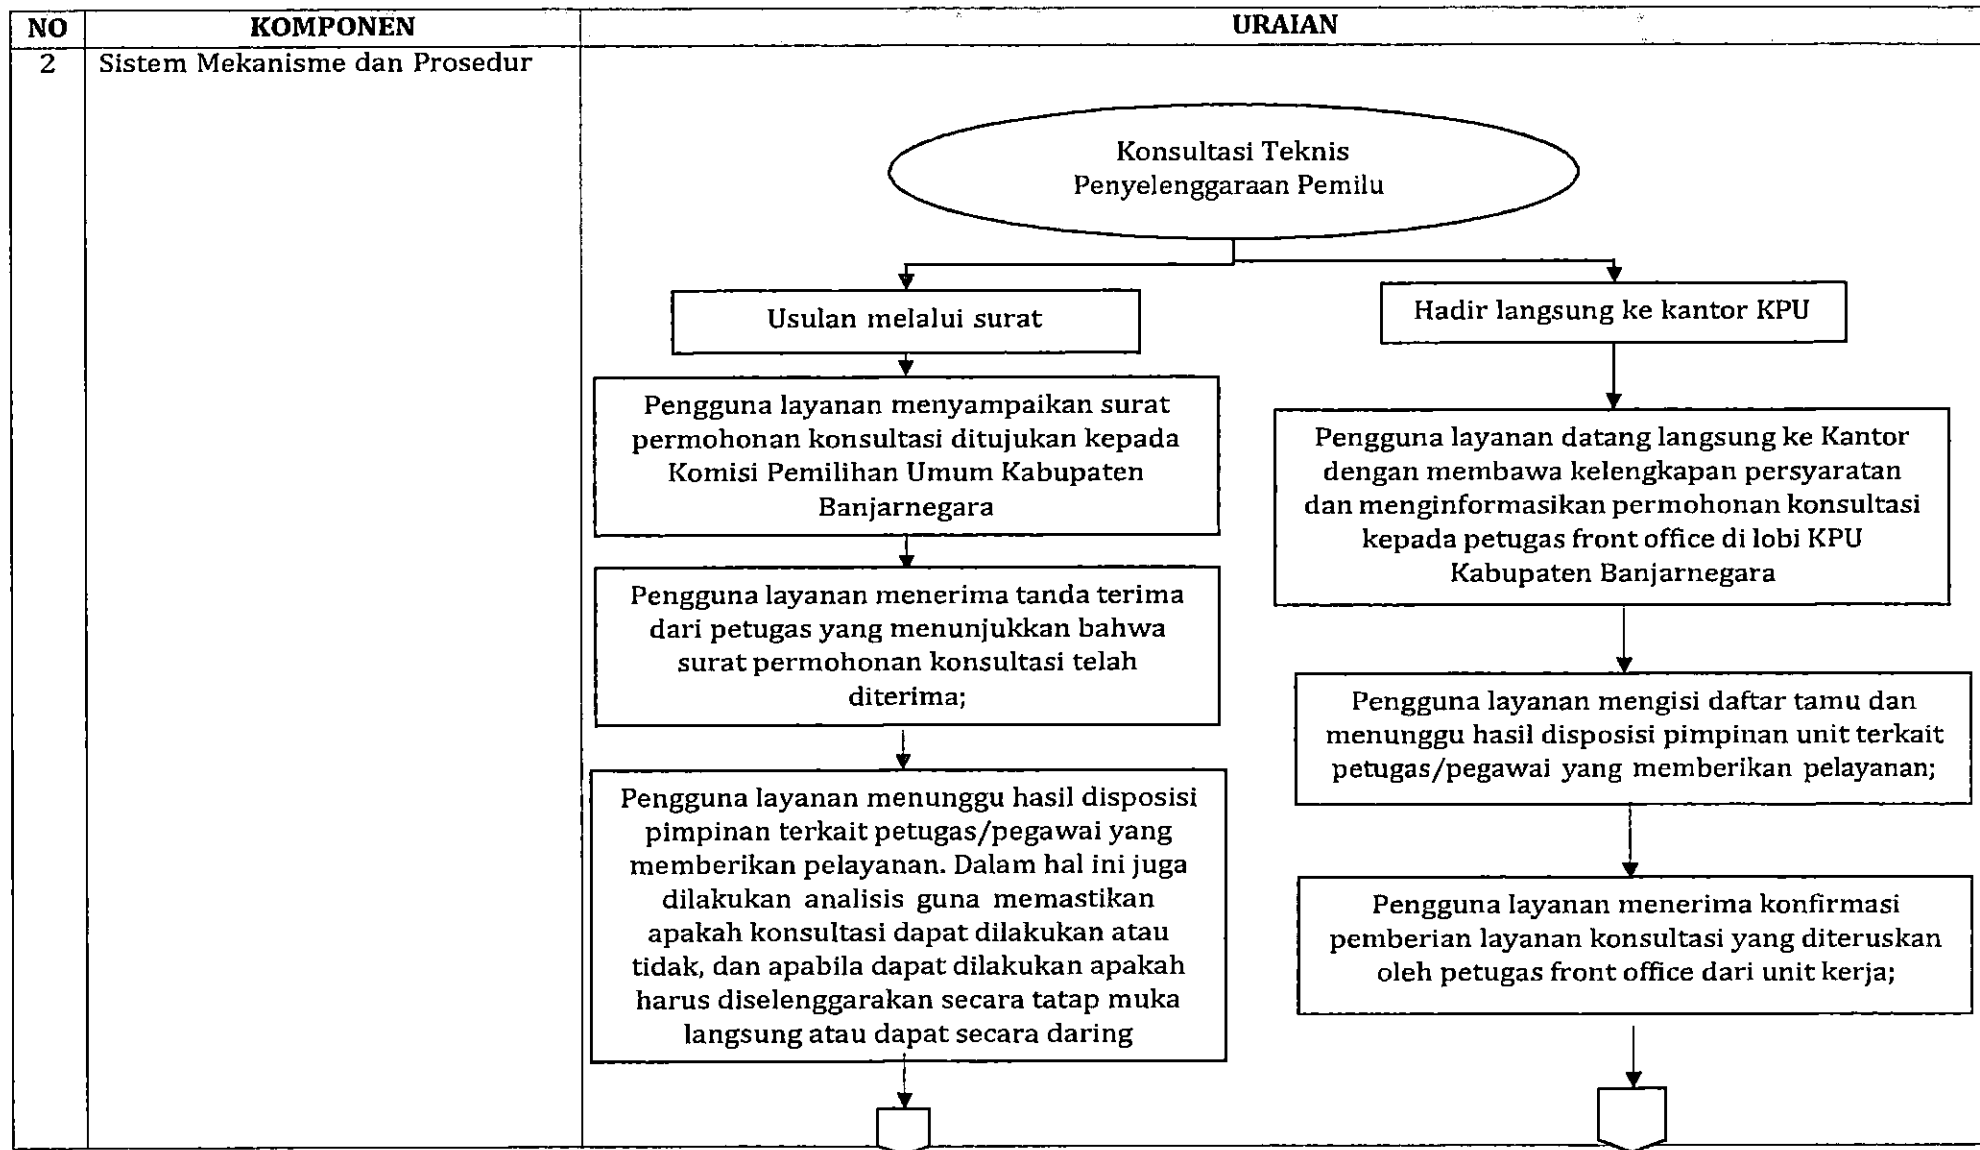 NO KOMPONEN URAIAN
2 Sistem Mekanisme dan Prosedur
Konsultasi Teknis
Penyelenggaraan Pemilu
Usulan melalui surat
Pengguna layanan menyampaikan surat
permohonan konsultasi ditujukan kepada
Komisi Pemilihan Umum Kabupaten
Banjarnegara
Pengguna layanan menerima tanda terima
dari petugas yang menunjukkan bahwa
surat permohonan konsultasi telah
diterima;
Pengguna layanan menunggu hasil disposisi
pimpinan terkait petugas/pegawai yang
memberikan pelayanan. Dalam hal ini juga
dilakukan analisis guna memastikan
apakah konsultasi dapat dilakukan atau
tidak, dan apabila dapat dilakukan apakah
harus diselenggarakan secara tatap muka
langsung atau dapat secara daring
Hadir langsung ke kantor KPU
Pengguna layanan datang langsung ke Kantor
dengan membawa kelengkapan persyaratan
dan menginformasikan permohonan konsultasi
kepada petugas front office di lobi KPU
Kabupaten Banjarnegara
Pengguna layanan mengisi daftar tamu dan
menunggu hasil disposisi pimpinan unit terkait
petugas/pegawai yang memberikan pelayanan;
Pengguna layanan menerima konfirmasi
pemberian layanan konsultasi yang diteruskan
oleh petugas front office dari unit kerja;